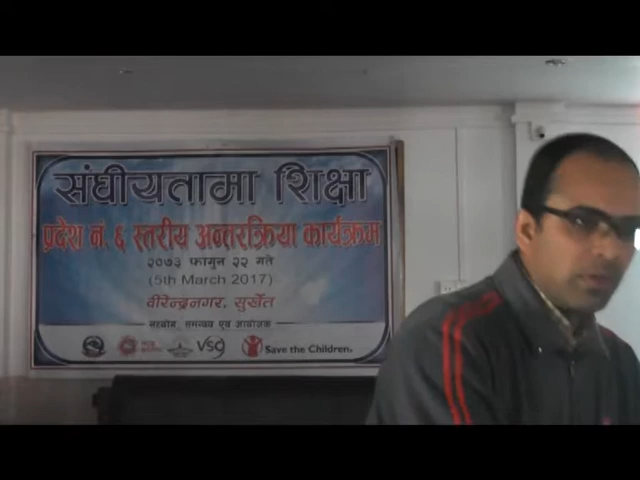 संघीयतामा शिक्षा
प्रदेश नं. ६ स्तरीय अन्तरक्रिया कार्यक्रम
२०७३ फागुन २२ गते
(5th March 2017)
वीरेन्द्रनगर, सुर्खेत
सहयोग, समन्वय एवं आयोजक
vsg Save the Children.